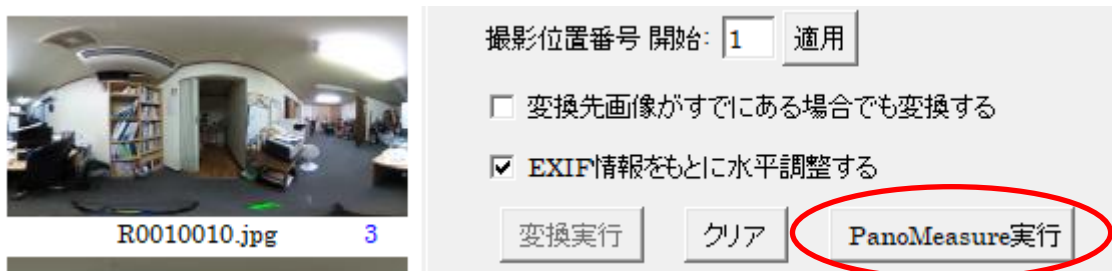 撮影位置番号 開始: 1 適用
変換先画像がすでにある場合でも変換する
EXIF情報をもとに水平調整する
変換実行 クリア PanoMeasure実行
R0010010.jpg 3